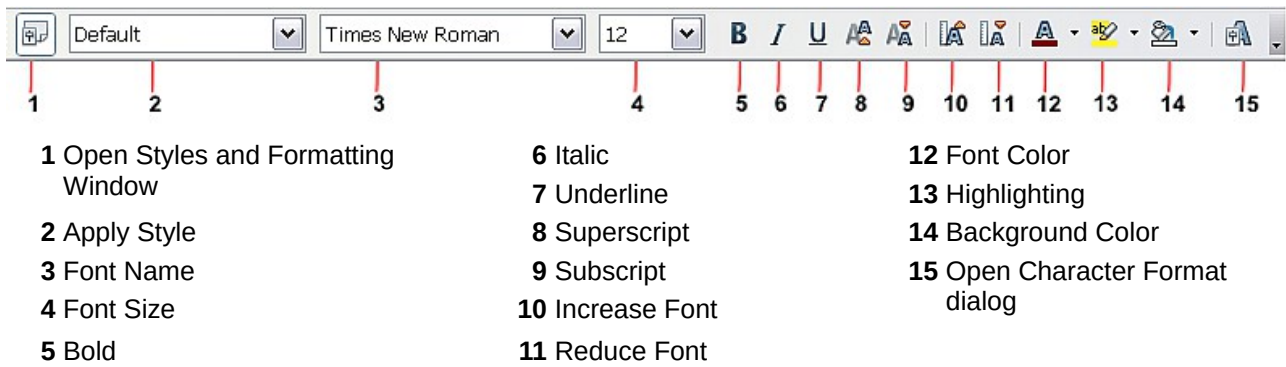 Default Times New Roman 12 B I U
1 2 3 4 5 6 7 8 9 10 11 12 13 14 15
1 Open Styles and Formatting
Window
2 Apply Style
3 Font Name
4 Font Size
5 Bold
6 Italic
7 Underline
8 Superscript
9 Subscript
10 Increase Font
11 Reduce Font
12 Font Color
13 Highlighting
14 Background Color
15 Open Character Format
dialog